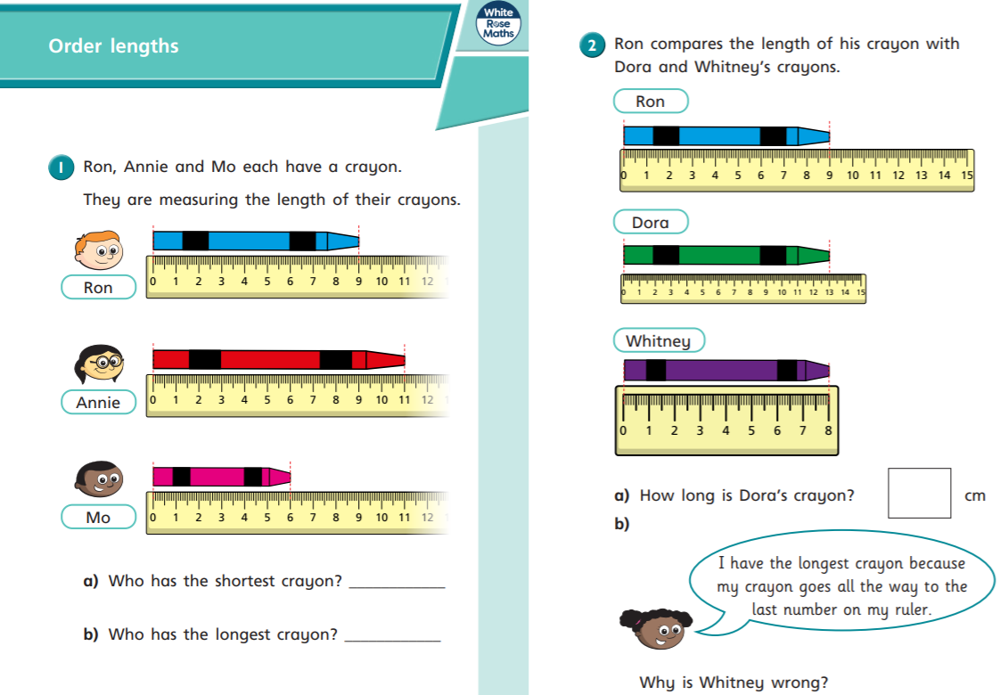 Order lengths
White
Rose
Maths
1 Ron, Annie and Mo each have a crayon.
They are measuring the length of their crayons.
Ron
0 1 2 3 4 5 6 7 8 9 10 11 12
Annie
0 1 2 3 4 5 6 7 8 9 10 11 12
Mo
0 1 2 3 4 5 6 7 8 9 10 11 12
a) Who has the shortest crayon? ___________
b) Who has the longest crayon? ___________
2 Ron compares the length of his crayon with
Dora and Whitney’s crayons.
Ron
0 1 2 3 4 5 6 7 8 9 10 11 12 13 14 15
Dora
0 1 2 3 4 5 6 7 8 9 10 11 12 13 14 15
Whitney
0 1 2 3 4 5 6 7 8
a) How long is Dora’s crayon? cm
b)
I have the longest crayon because
my crayon goes all the way to the
last number on my ruler.
Why is Whitney wrong?